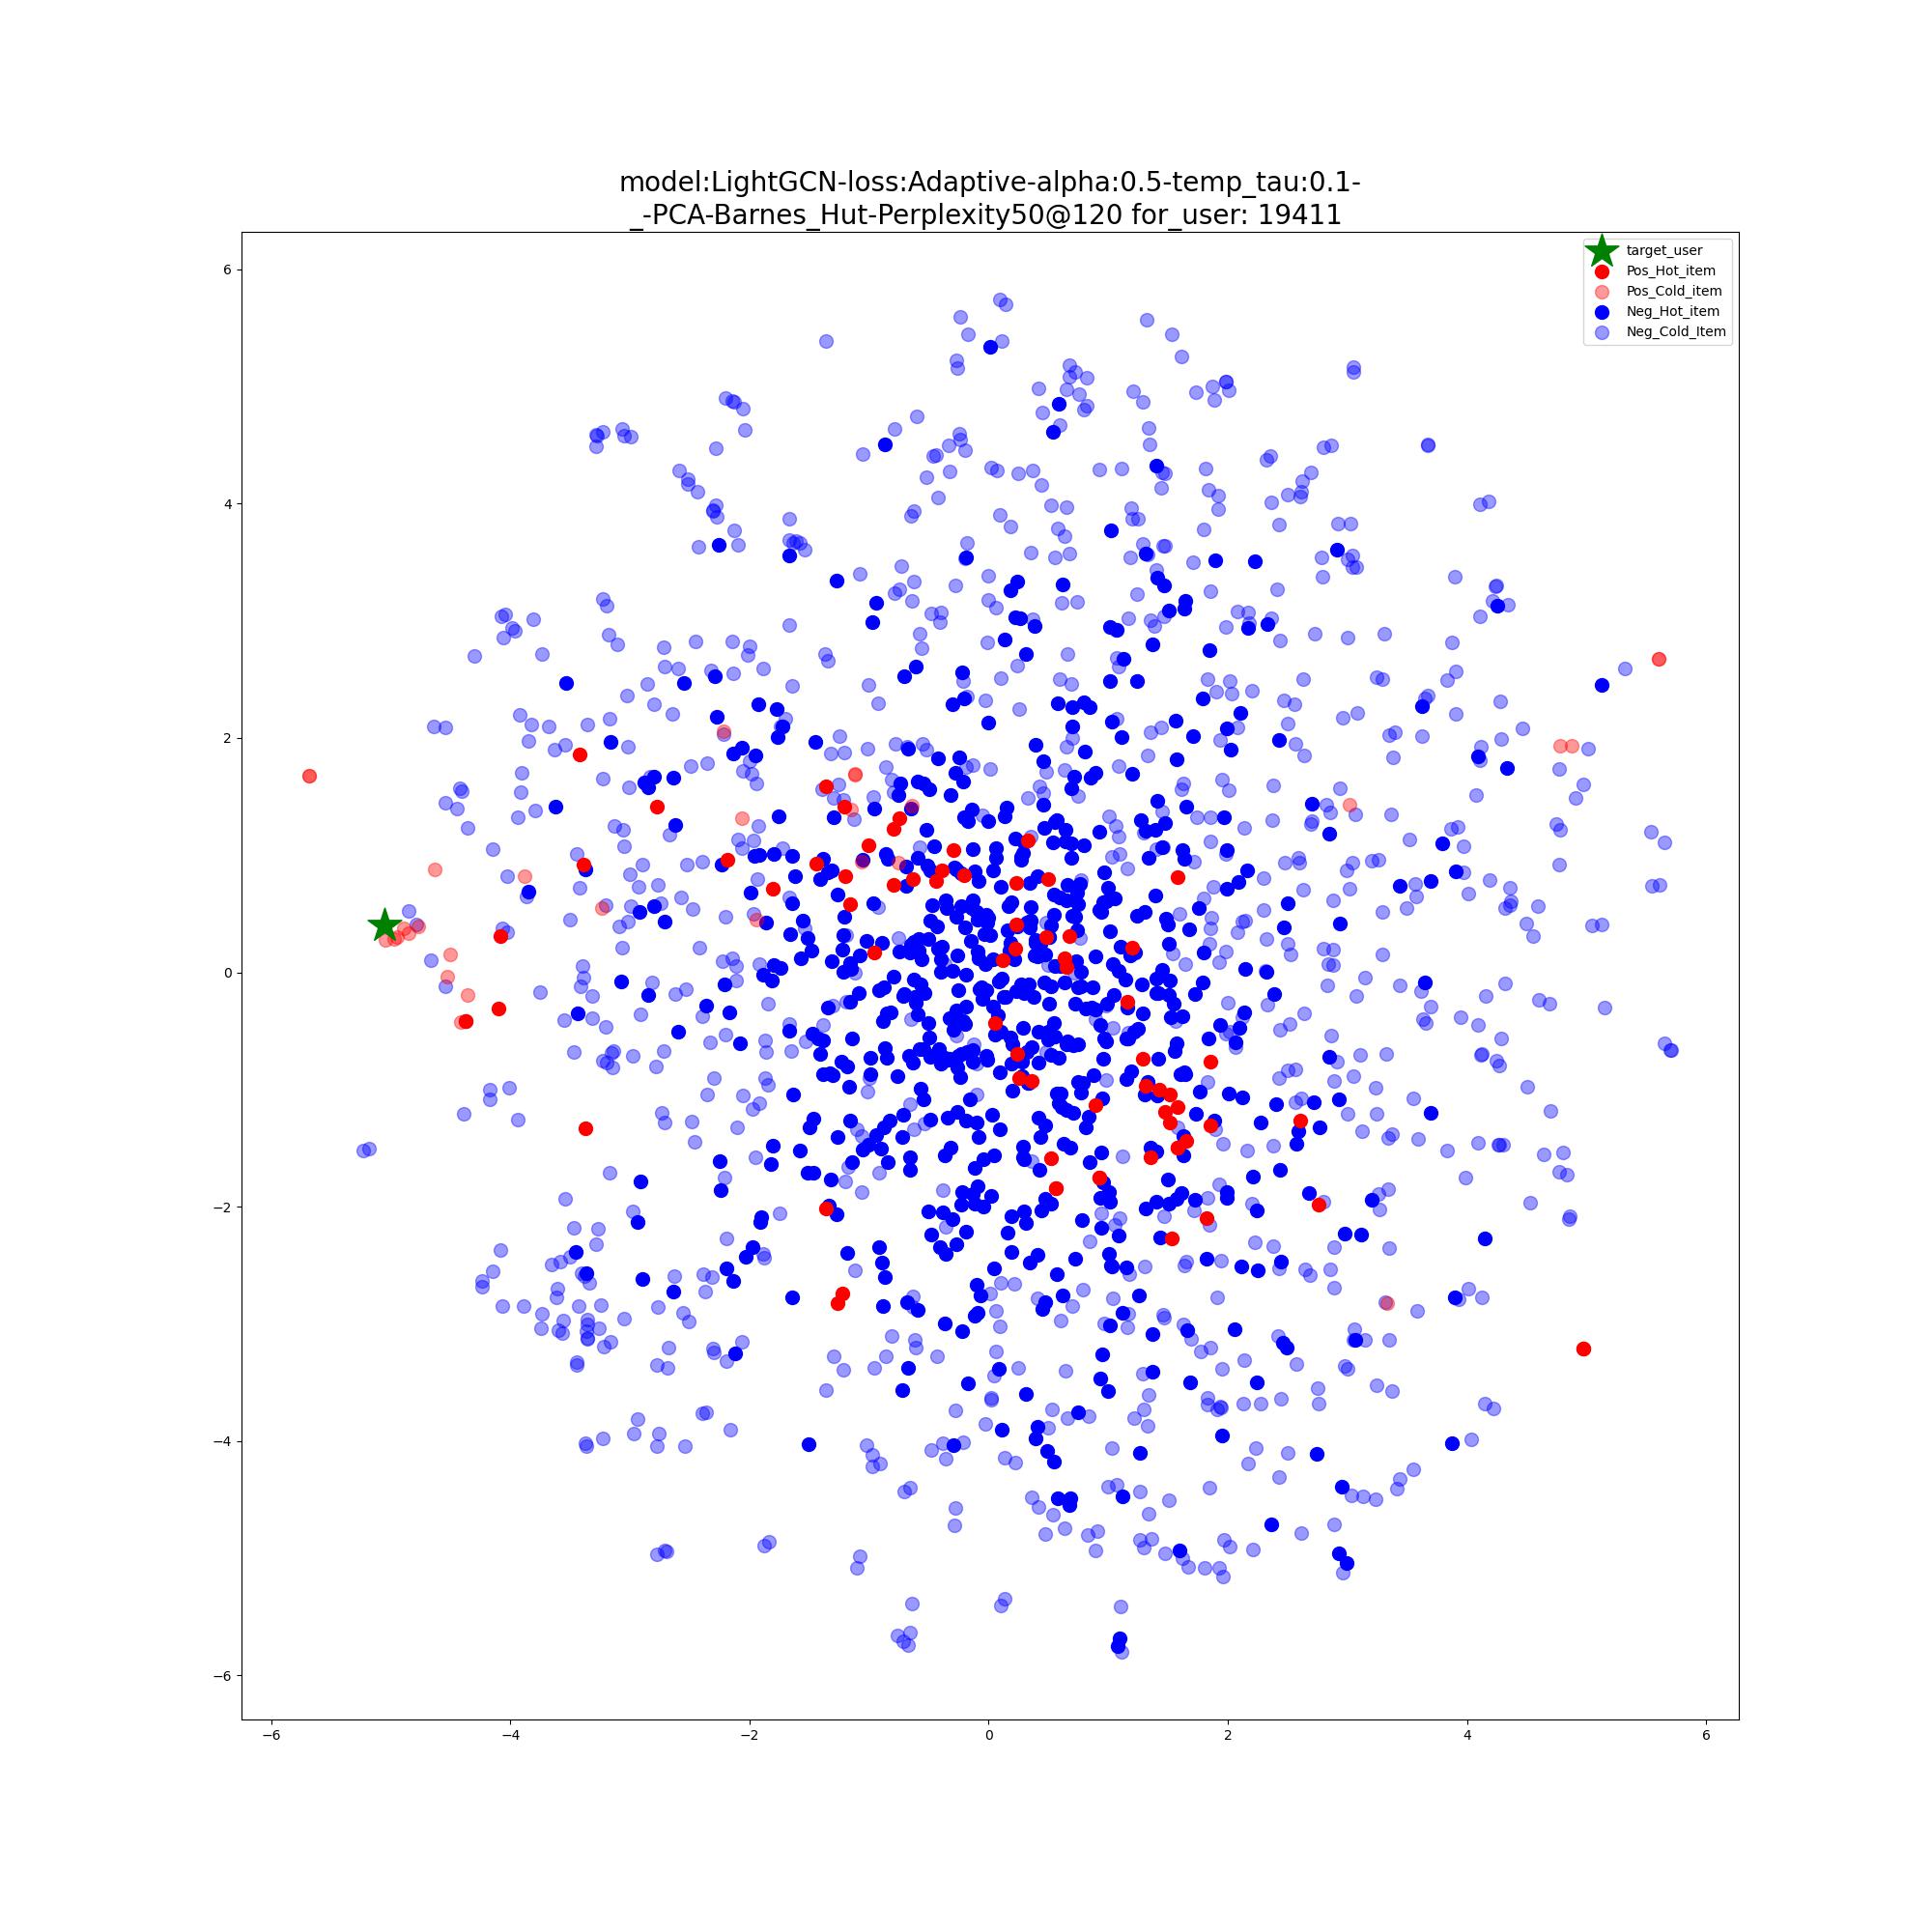 model:LightGCN-loss:Adaptive-alpha:0.5-temp_tau:0.1-
_-PCA-Barnes_Hut-Perplexity50@120 for_user: 19411
target_user
Pos_Hot_item
Pos_Cold_item
Neg_Hot_item
Neg_Cold_Item
6
4
2
0
−2
−4
−6
−6
−4
−2
0
2
4
6